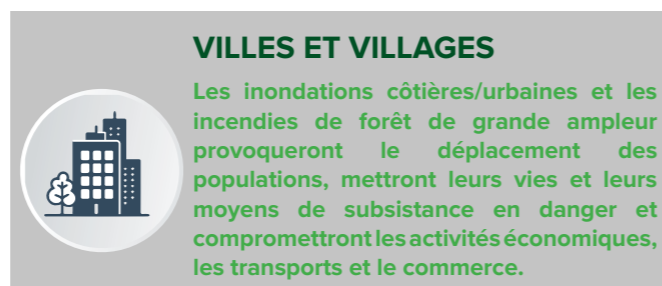 VILLES ET VILLAGES
Les inondations côtières/urbaines et les
incendies de forêt de grande ampleur
provoqueront le déplacement des
populations, mettront leurs vies et leurs
moyens de subsistance en danger et
compromettront les activités économiques,
les transports et le commerce.